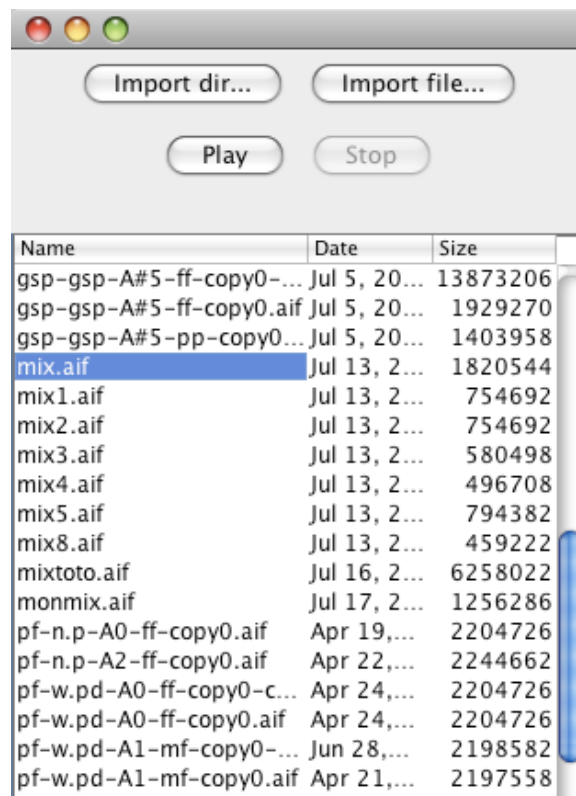 Import dir... Import file...
Play Stop
Name Date Size
gsp-gsp-A#5-ff-copy0-... Jul 5, 20... 13873206
gsp-gsp-A#5-ff-copy0.aif Jul 5, 20... 1929270
gsp-gsp-A#5-pp-copy0... Jul 5, 20... 1403958
mix.aif Jul 13, 2... 1820544
mix1.aif Jul 13, 2... 754692
mix2.aif Jul 13, 2... 754692
mix3.aif Jul 13, 2... 580498
mix4.aif Jul 13, 2... 496708
mix5.aif Jul 13, 2... 794382
mix8.aif Jul 13, 2... 459222
mixtoto.aif Jul 16, 2... 6258022
monmix.aif Jul 17, 2... 1256286
pf-n.p-A0-ff-copy0.aif Apr 19,... 2204726
pf-n.p-A2-ff-copy0.aif Apr 22,... 2244662
pf-w.pd-A0-ff-copy0-c... Apr 24,... 2204726
pf-w.pd-A0-ff-copy0.aif Apr 24,... 2204726
pf-w.pd-A1-mf-copy0-... Jun 28,... 2198582
pf-w.pd-A1-mf-copy0.aif Apr 21,... 2197558